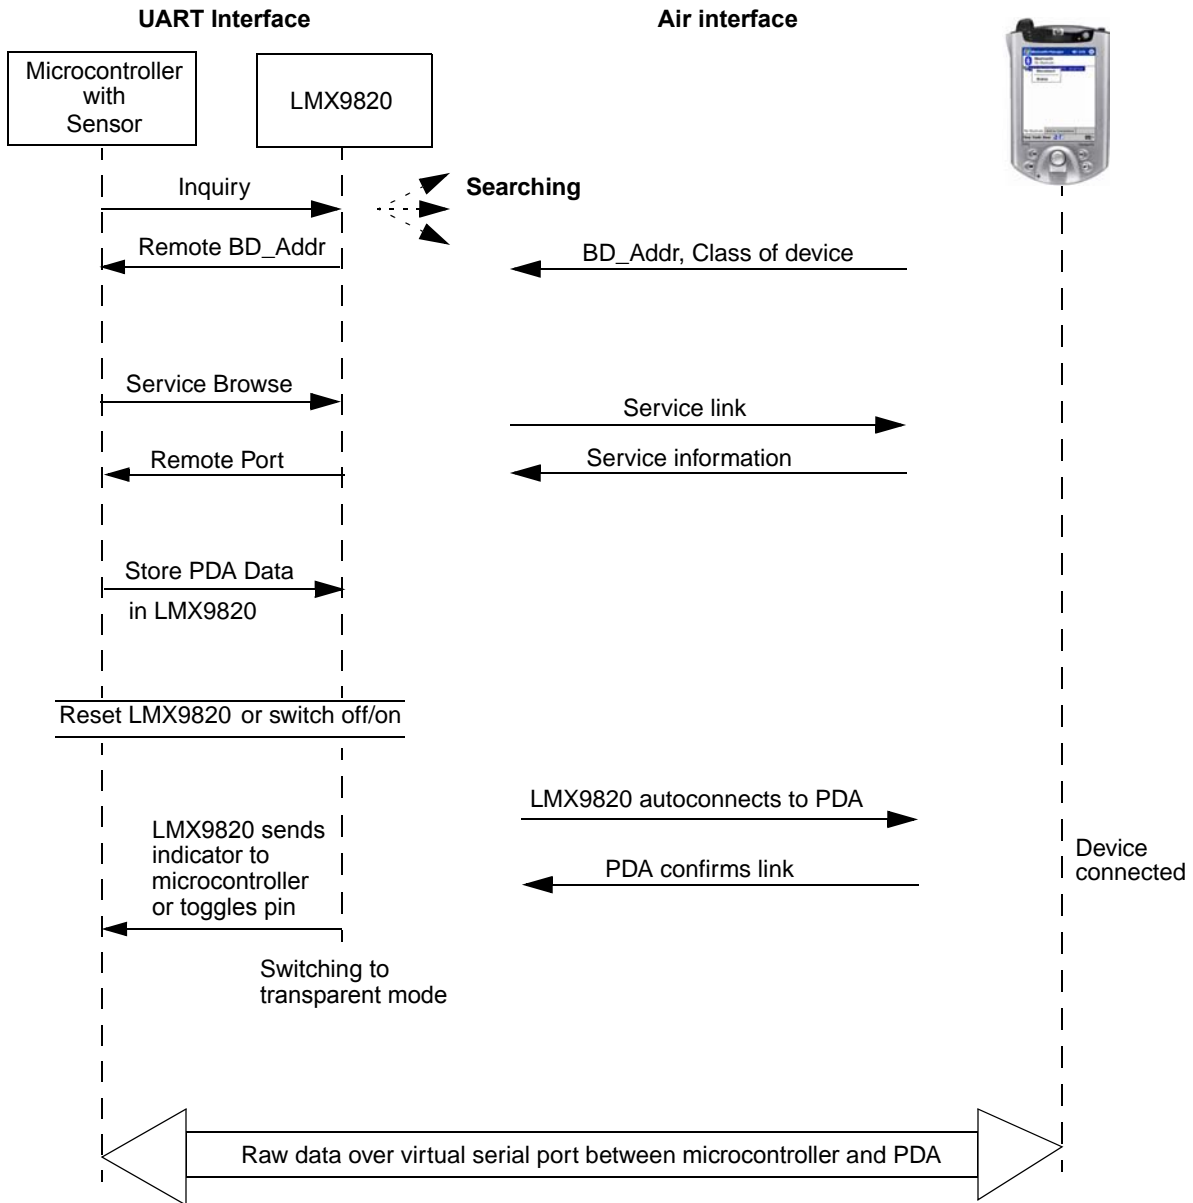 UART Interface
Air interface
Microcontroller
with
Sensor
LMX9820
Inquiry
Searching
Remote BD_Addr
BD_Addr, Class of device
Service Browse
Service link
Remote Port
Service information
Store PDA Data
in LMX9820
Reset LMX9820 or switch off/on
LMX9820 autoconnects to PDA
LMX9820 sends
indicator to
microcontroller
or toggles pin
PDA confirms link
Device
connected
Switching to
transparent mode
Raw data over virtual serial port between microcontroller and PDA